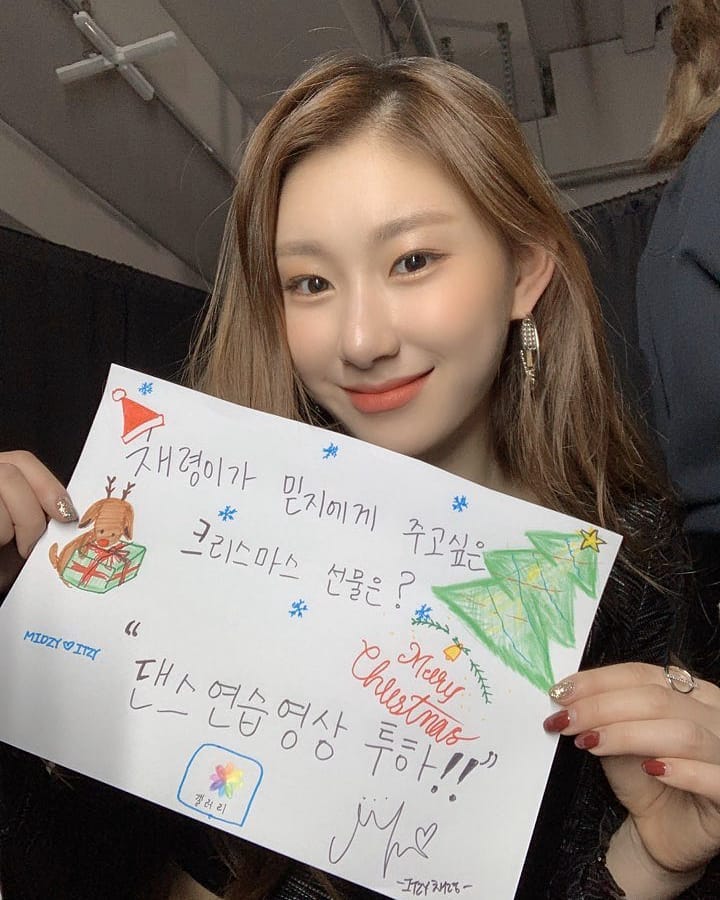 채령이가 믿지에게 주고싶은
크리스마스 선물은?
MIDZY♡ITZY
Merry
Christmas
“댄스연습영상 투하!!”
갤러리
-ITZY 채령-